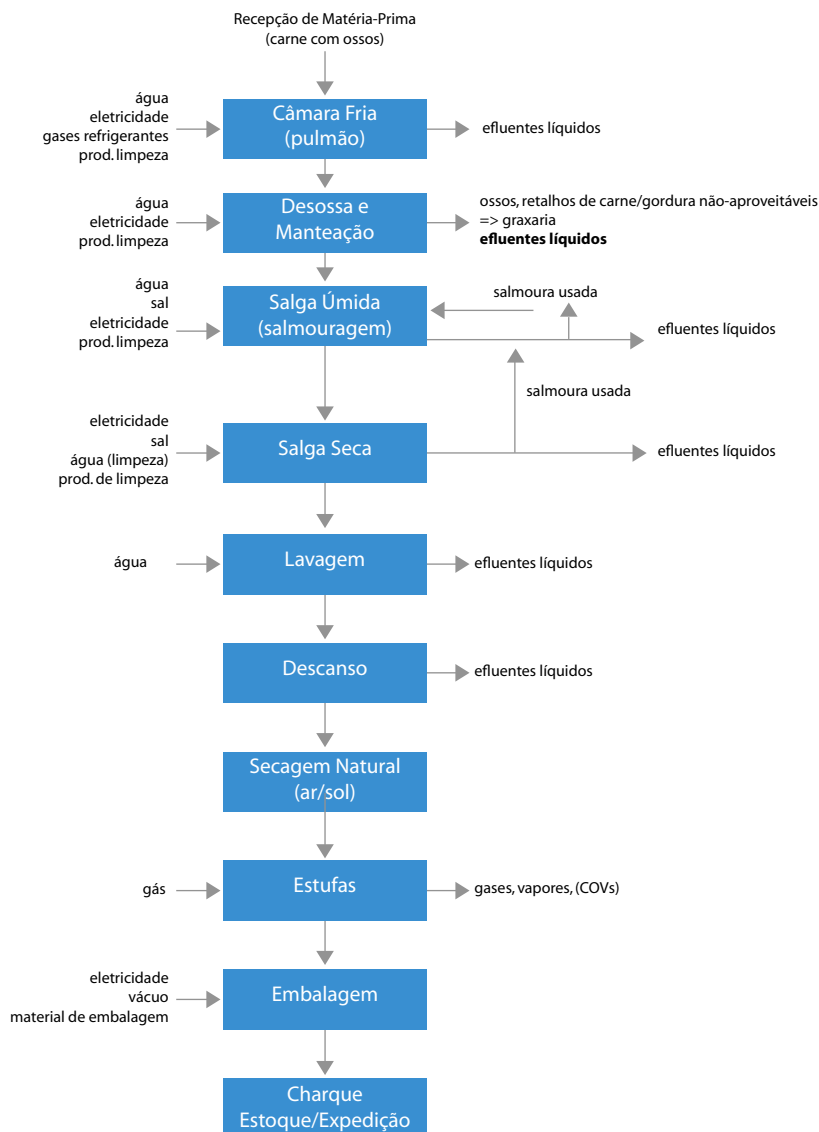 Recepção de Matéria-Prima
(carne com ossos)
água
eletricidade
gases refrigerantes
prod. limpeza
Câmara Fria
(pulmão)
efluentes líquidos
água
eletricidade
prod. limpeza
Desossa e
Manteação
ossos, retalhos de carne/gordura não-aproveitáveis
=> graxaria
efluentes líquidos
água
sal
eletricidade
prod. limpeza
Salga Úmida
(salmouragem)
salmoura usada
efluentes líquidos
salmoura usada
eletricidade
sal
água (limpeza)
prod. de limpeza
Salga Seca
efluentes líquidos
água
Lavagem
efluentes líquidos
Descanso
efluentes líquidos
Secagem Natural
(ar/sol)
gás
Estufas
gases, vapores, (COVs)
eletricidade
vácuo
material de embalagem
Embalagem
Charque
Estoque/Expedição